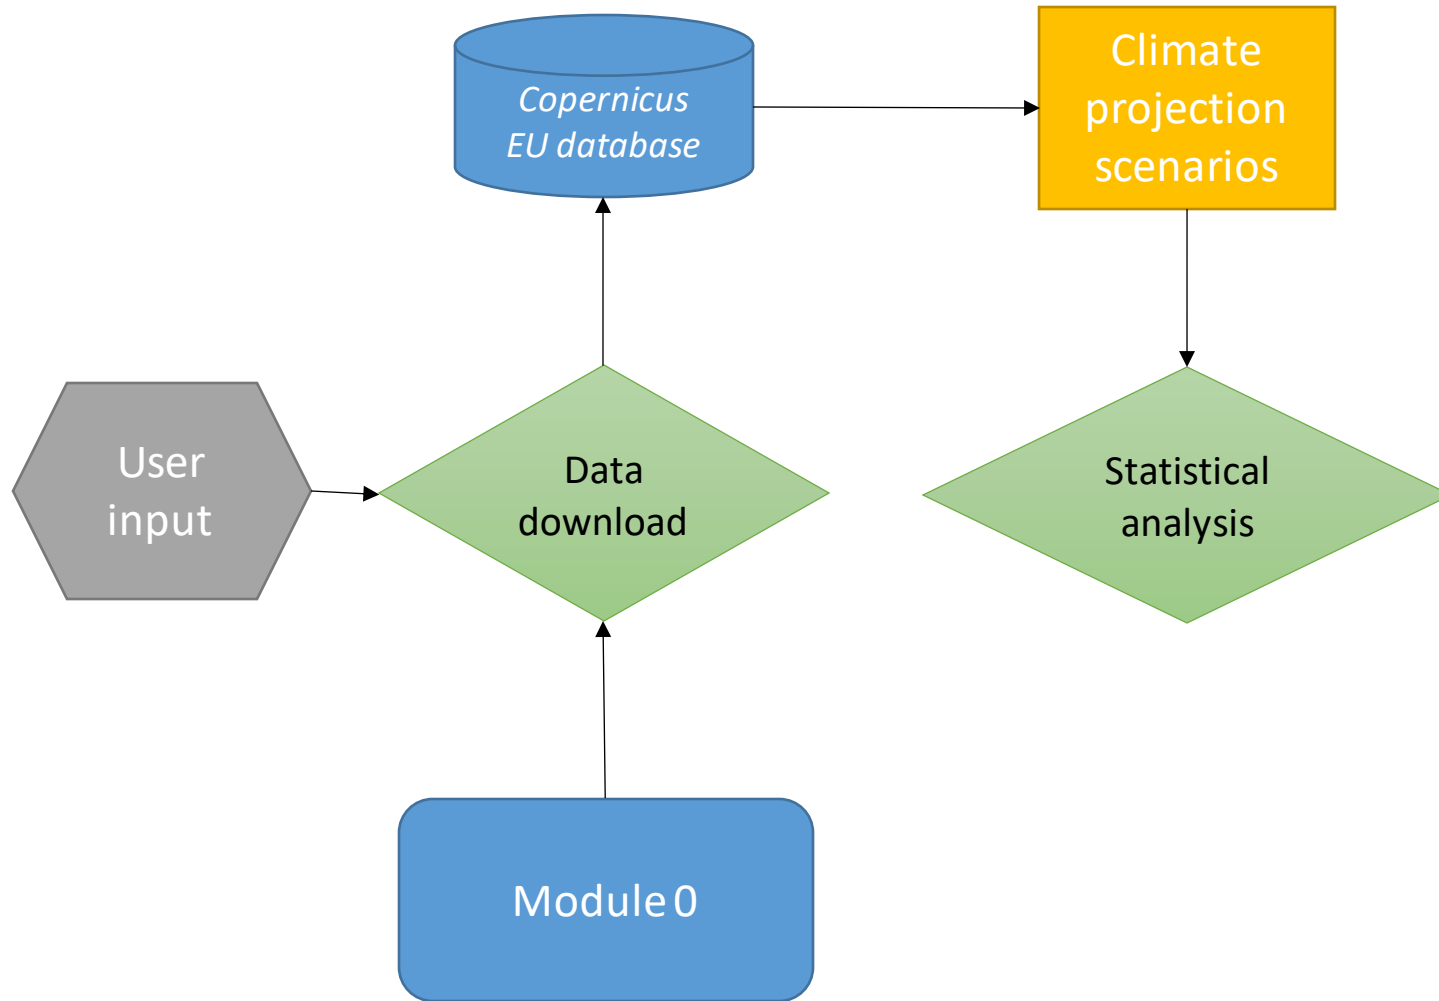 Copernicus
EU database
Climate
projection
scenarios
User
input
Data
download
Statistical
analysis
Module 0